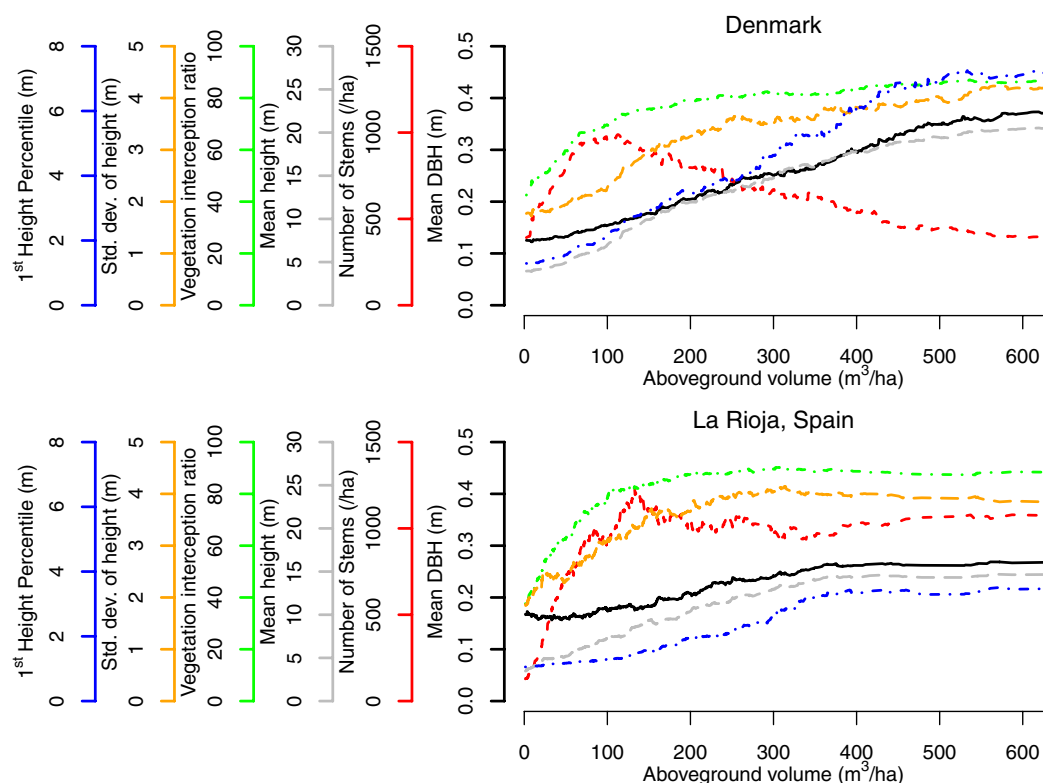 Denmark
1st Height Percentile (m)
0 2 4 6 8
Std. dev. of height (m)
0 1 2 3 4 5
Vegetation interception ratio
0 20 40 60 80 100
Mean height (m)
0 5 10 15 20 25 30
Number of Stems (/ha)
0 500 1000 1500
Mean DBH (m)
0.0 0.1 0.2 0.3 0.4 0.5
0 100 200 300 400 500 600
Aboveground volume (m3/ha)
La Rioja, Spain
1st Height Percentile (m)
0 2 4 6 8
Std. dev. of height (m)
0 1 2 3 4 5
Vegetation interception ratio
0 20 40 60 80 100
Mean height (m)
0 5 10 15 20 25 30
Number of Stems (/ha)
0 500 1000 1500
Mean DBH (m)
0.0 0.1 0.2 0.3 0.4 0.5
0 100 200 300 400 500 600
Aboveground volume (m3/ha)